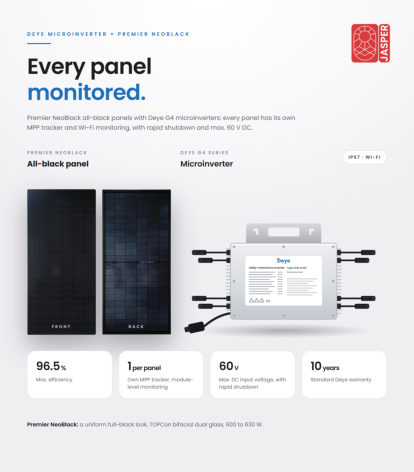 DEYE MICROINVERTER × PREMIER NEOBLACK
JASPER
Every panel
monitored.
Premier NeoBlack all-black panels with Deye G4 microinverters: every panel has its own
MPP tracker and Wi-Fi monitoring, with rapid shutdown and max. 60 V DC.
PREMIER NEOBLACK
All-black panel
DEYE G4 SERIES
Microinverter
IP67 · WI-FI
Deye
FRONT
BACK
96.5 %
Max. efficiency
1 per panel
Own MPP tracker, module-
level monitoring
60 V
Max. DC input voltage, with
rapid shutdown
10 years
Standard Deye warranty
Premier NeoBlack: a uniform full-black look, TOPCon bifacial dual glass, 600 to 630 W.